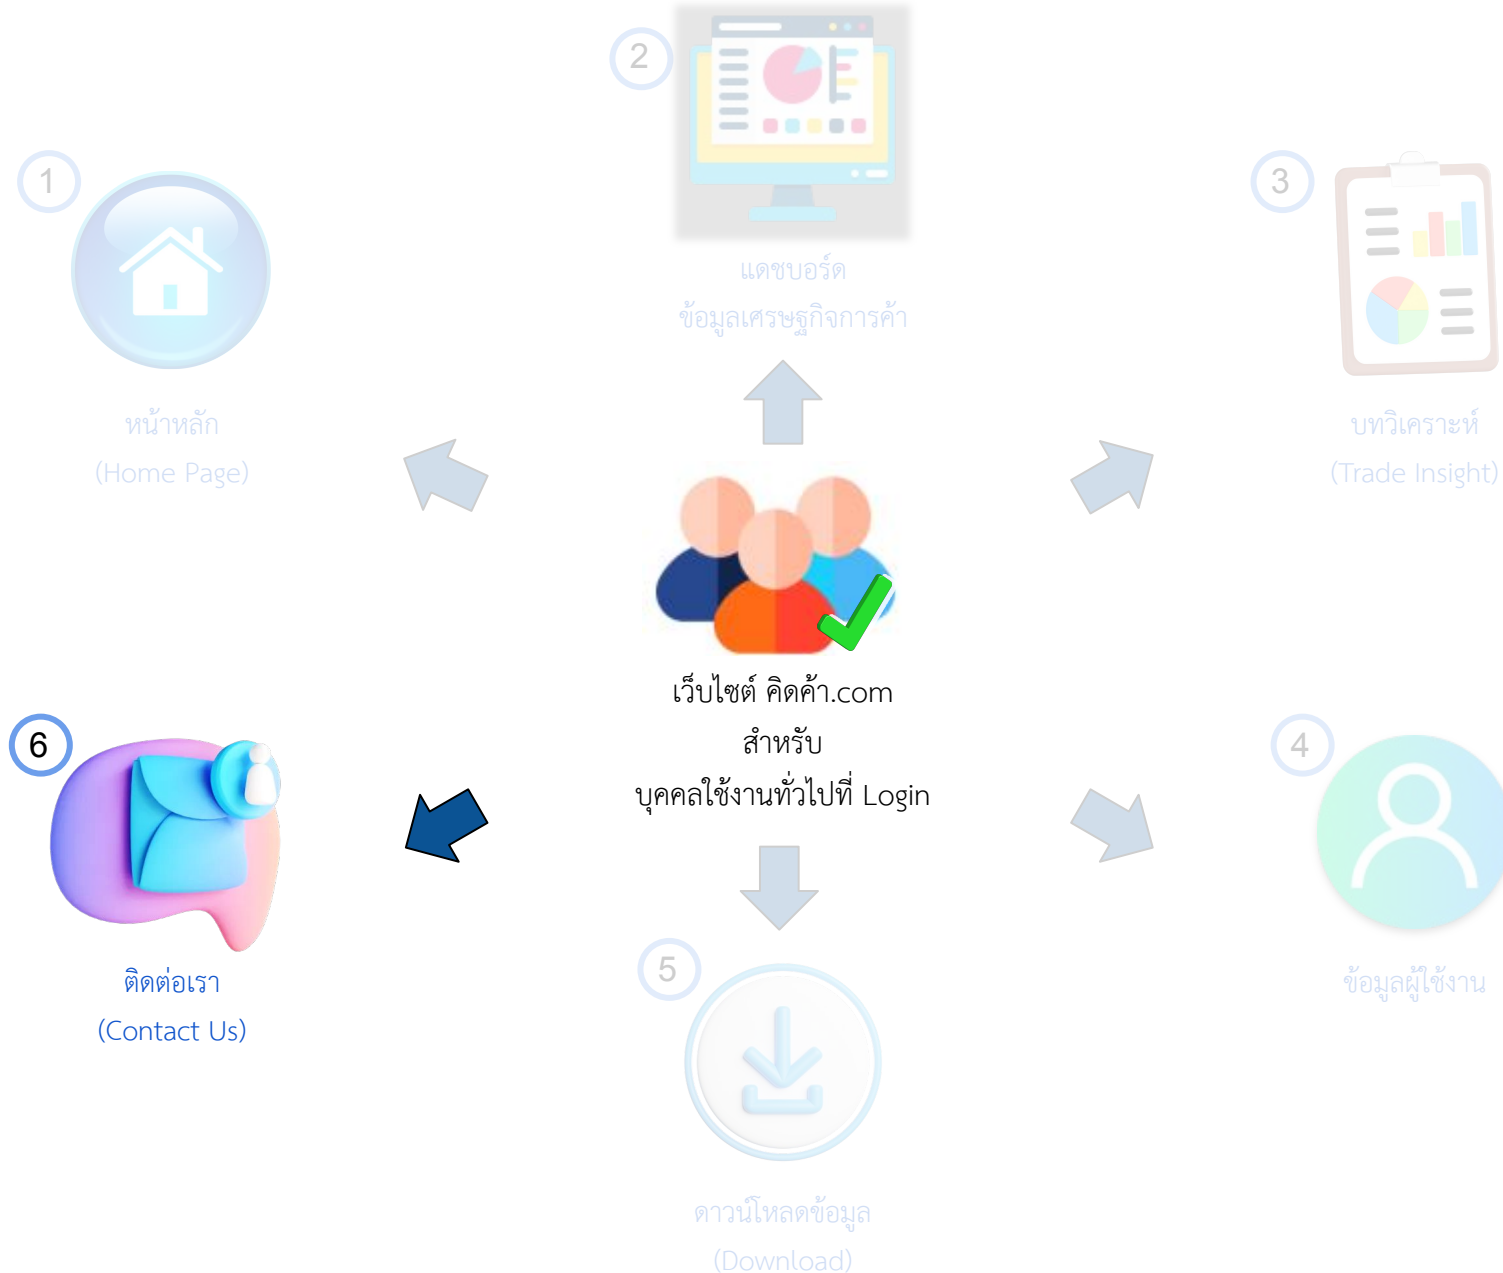 1
หน้าหลัก
(Home Page)
2
แดชบอร์ด
ข้อมูลเศรษฐกิจการค้า
3
บทวิเคราะห์
(Trade Insight)
เว็บไซต์ คิดค้า.com
สำหรับ
บุคคลใช้งานทั่วไปที่ Login
4
ข้อมูลผู้ใช้งาน
5
ดาวน์โหลดข้อมูล
(Download)
6
ติดต่อเรา
(Contact Us)